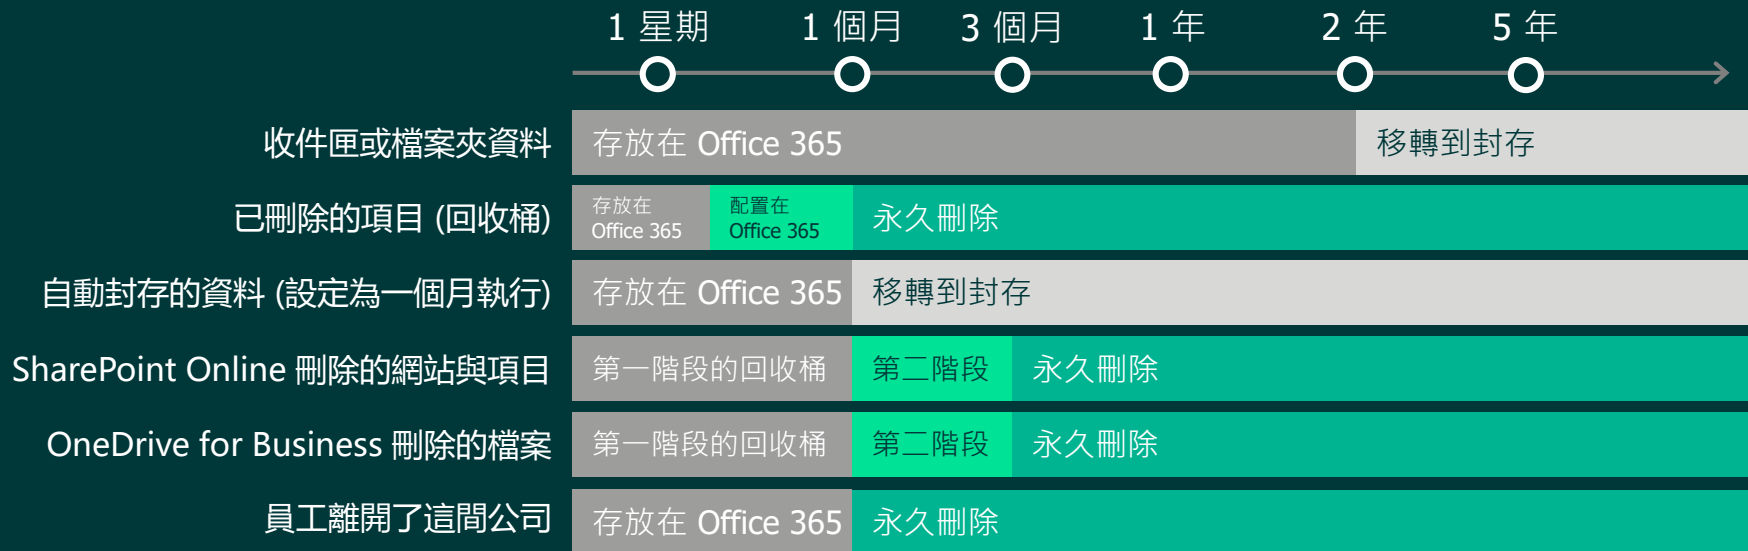 1 星期 1 個月 3 個月 1 年 2 年 5 年
收件匣或檔案夾資料 存放在 Office 365 移轉到封存
已刪除的項目 (回收桶) 存放在 Office 365 配置在 Office 365 永久刪除
自動封存的資料 (設定為一個月執行) 存放在 Office 365 移轉到封存
SharePoint Online 刪除的網站與項目 第一階段的回收桶 第二階段 永久刪除
OneDrive for Business 刪除的檔案 第一階段的回收桶 第二階段 永久刪除
員工離開了這間公司 存放在 Office 365 永久刪除